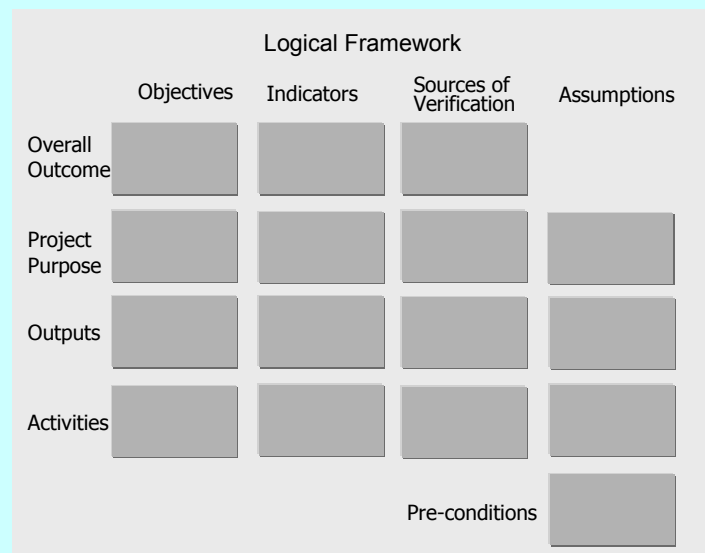 Logical Framework
Objectives
Indicators
Sources of
Verification
Assumptions
Overall
Outcome
Project
Purpose
Outputs
Activities
Pre-conditions